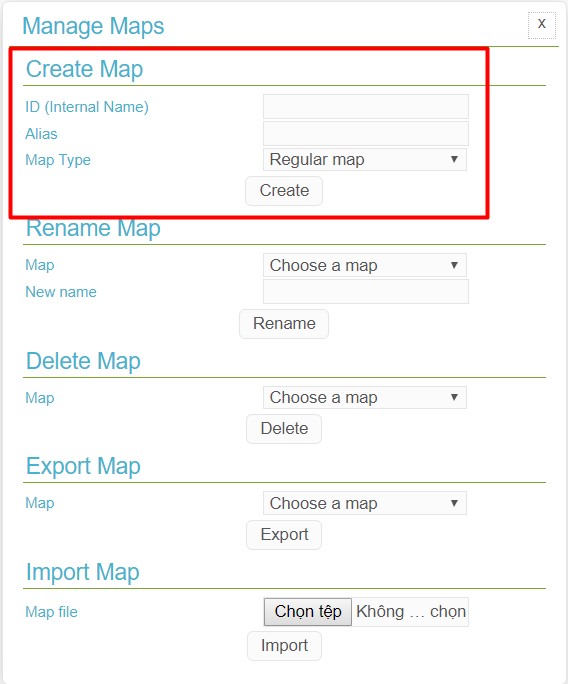 Manage Maps
X
Create Map
ID (Internal Name)
Alias
Map Type Regular map
Create
Rename Map
Map Choose a map
New name
Rename
Delete Map
Map Choose a map
Delete
Export Map
Map Choose a map
Export
Import Map
Map file Chọn tệp Không ... chọn
Import